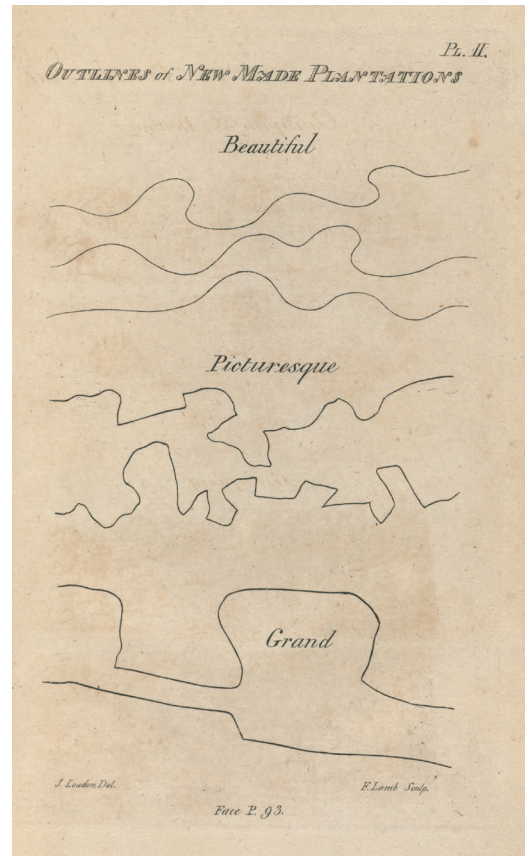 PL. II.
OUTLINES of NEW MADE PLANTATIONS
Beautiful
Picturesque
Grand
J. Loudon Del.
F. Lamb Sculp.
Face P. 93.